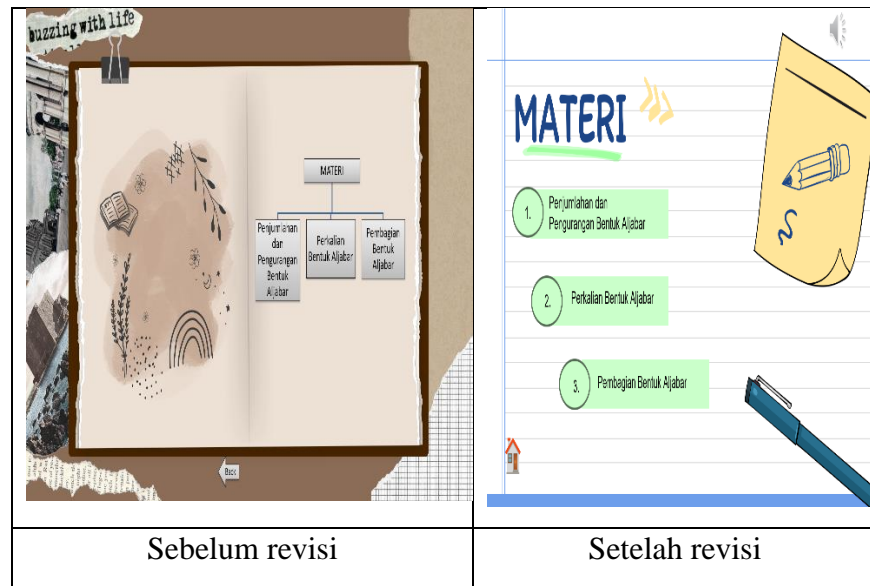 buzzing with life
MATERI
Penjumlahan
dan
Pengurangan
Bentuk
Aljabar
Perkalian
Bentuk Aljabar
Pembagian
Bentuk
Aljabar
Back
Sebelum revisi
MATERI
1.
Penjumlahan dan
Pengurangan Bentuk Aljabar
2.
Perkalian Bentuk Aljabar
3.
Pembagian Bentuk Aljabar
Setelah revisi